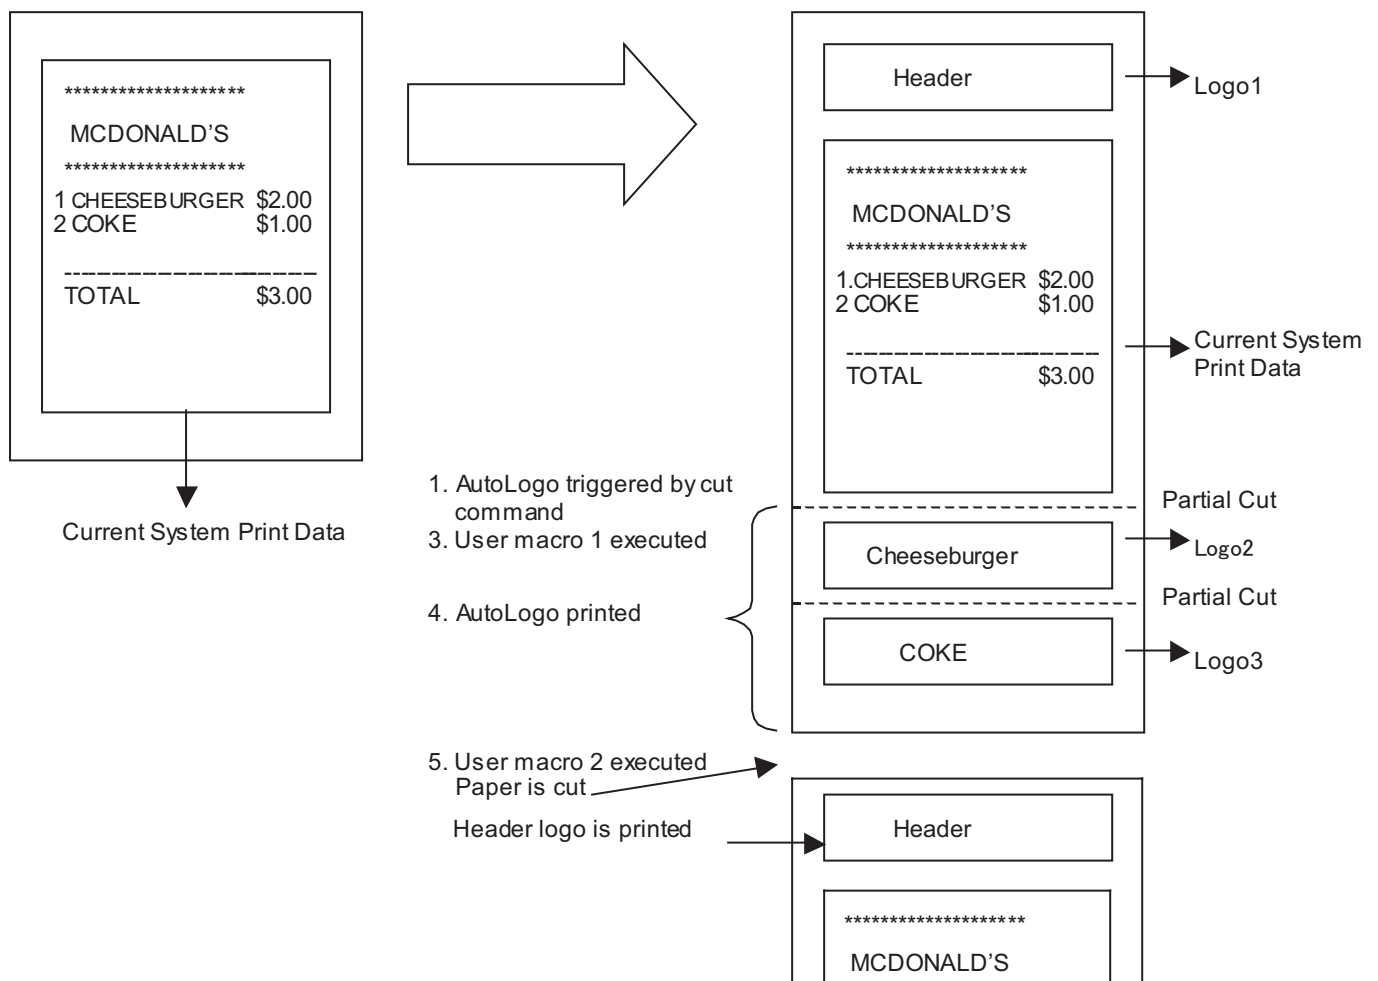 ********************
MCDONALD'S
********************
1 CHEESEBURGER $2.00
2 COKE $1.00
-----------------------------
TOTAL $3.00
Current System Print Data
Header
Logo1
********************
MCDONALD'S
********************
1.CHEESEBURGER $2.00
2 COKE $1.00
-----------------------------
TOTAL $3.00
Current System
Print Data
1. AutoLogo triggered by cut
command
3. User macro 1 executed
4. AutoLogo printed
Partial Cut
Cheeseburger
Logo2
Partial Cut
COKE
Logo3
5. User macro 2 executed
Paper is cut
Header logo is printed
Header
********************
MCDONALD'S